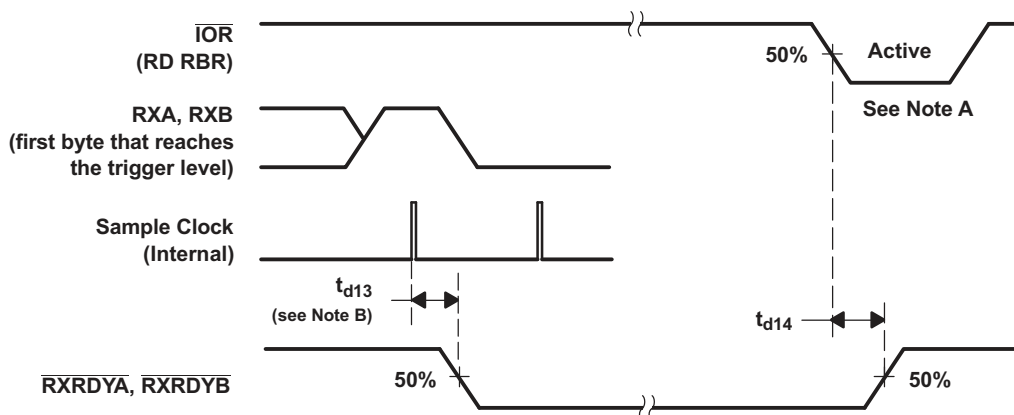 IOR
(RD RBR)
50%
Active
See Note A
RXA, RXB
(first byte that reaches
the trigger level)
Sample Clock
(Internal)
td13
(see Note B)
td14
RXRDYA, RXRDYB
50%
50%